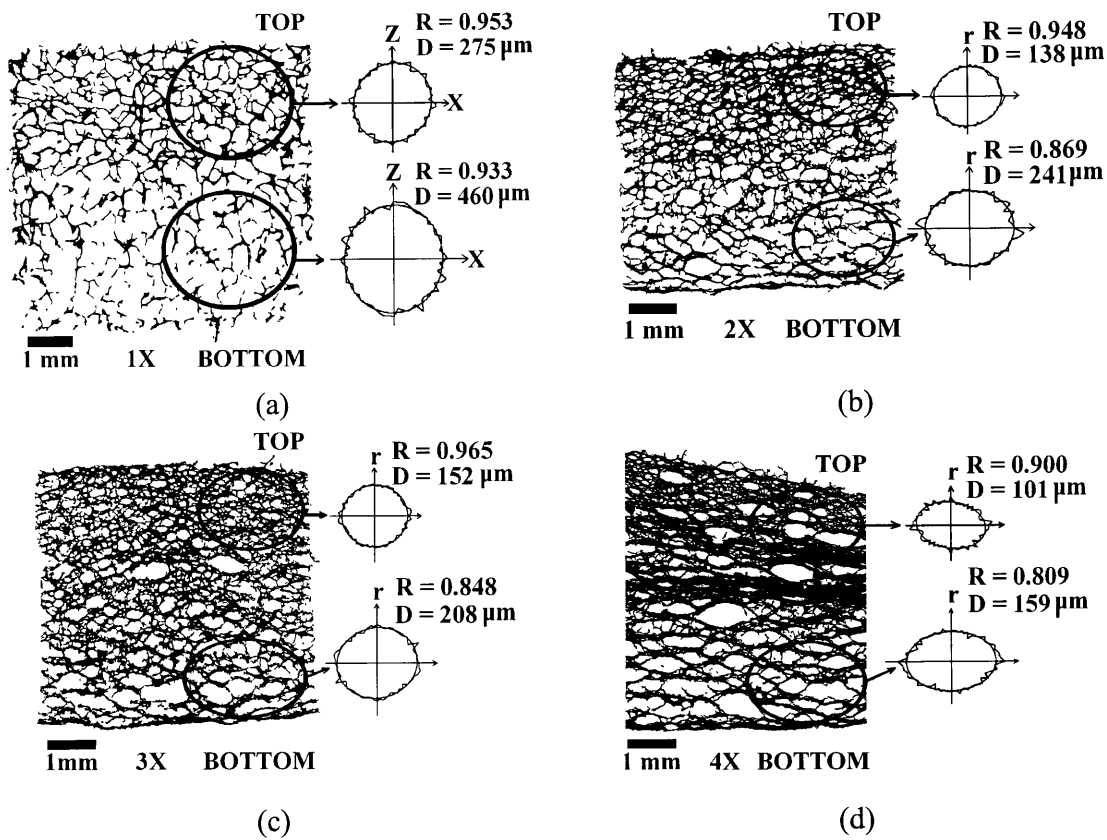 TOP
R = 0.953
D = 275 µm
Z
X
Z
R = 0.933
D = 460 µm
X
1 mm 1X BOTTOM
(a)
TOP
R = 0.948
D = 138 µm
r
r
R = 0.869
D = 241 µm
1 mm 2X BOTTOM
(b)
TOP
r
R = 0.965
D = 152 µm
R = 0.848
D = 208 µm
r
1mm 3X BOTTOM
(c)
TOP
r
R = 0.900
D = 101 µm
R = 0.809
D = 159 µm
r
1 mm 4X BOTTOM
(d)